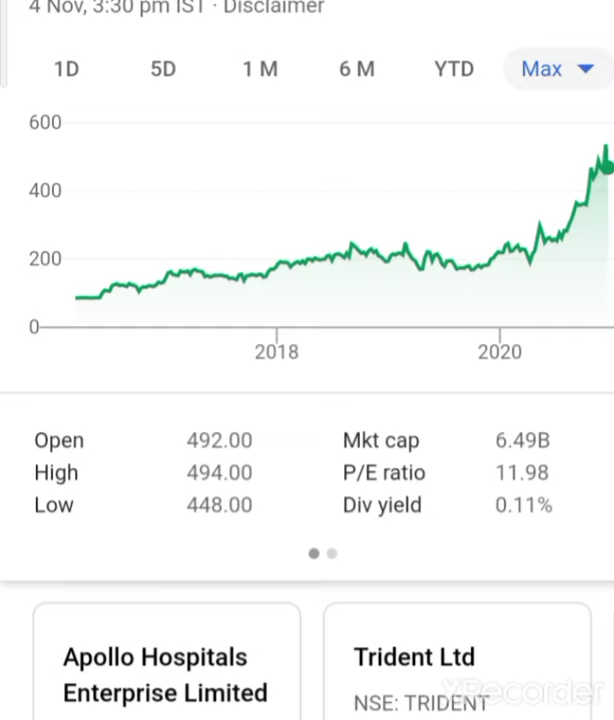 4 Nov, 3:30 pm IST · Disclaimer
1D 5D 1 M 6 M YTD Max
600
400
200
0
2018 2020
Open 492.00 Mkt cap 6.49B
High 494.00 P/E ratio 11.98
Low 448.00 Div yield 0.11%
Apollo Hospitals
Enterprise Limited
Trident Ltd
NSE: TRIDENT
XRecorder